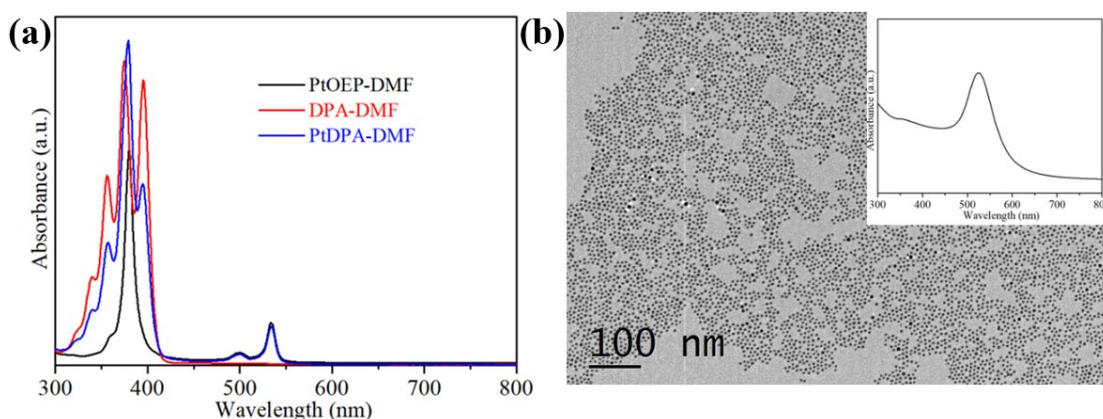 (a)
Absorbance (a.u.)
PtOEP-DMF
DPA-DMF
PtDPA-DMF
300 400 500 600 700 800
Wavelength (nm)
(b)
100 nm
Absorbance (a.u.)
300 400 500 600 700 800
Wavelength (nm)